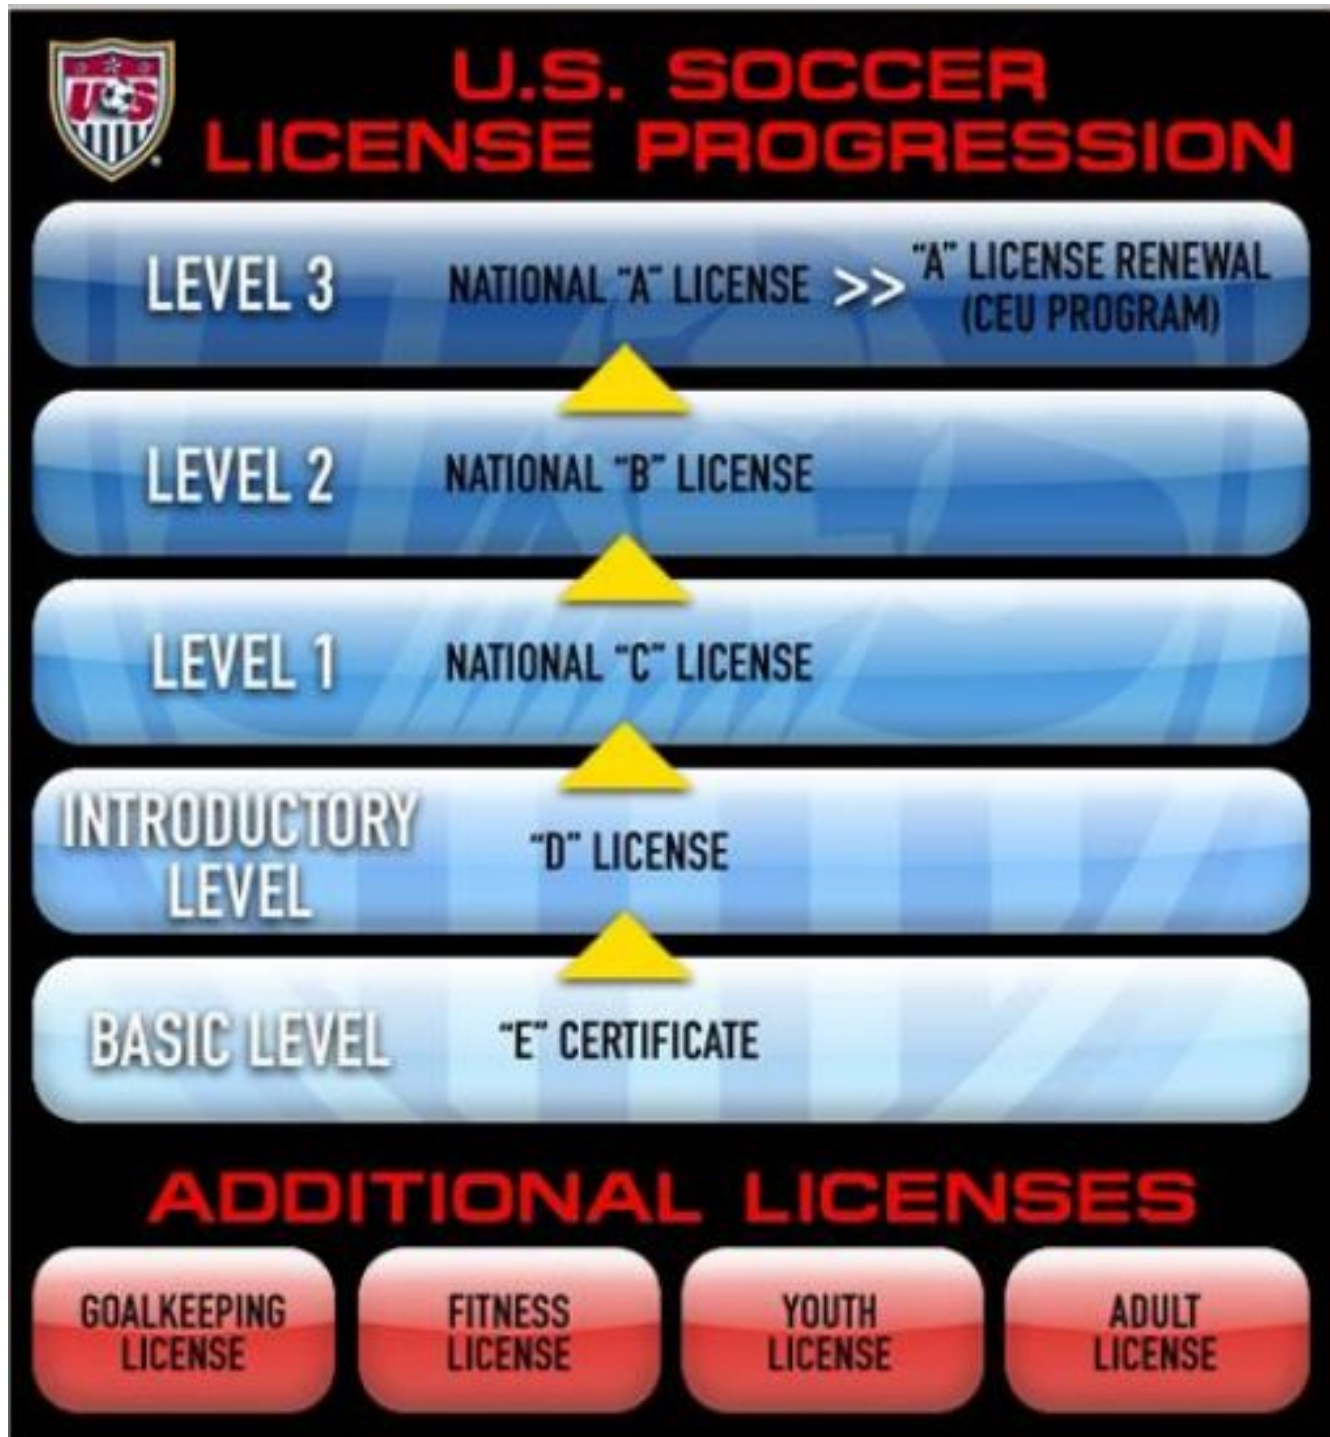 US
U.S. SOCCER
LICENSE PROGRESSION
LEVEL 3
NATIONAL "A" LICENSE >> "A" LICENSE RENEWAL
(CEU PROGRAM)
LEVEL 2
NATIONAL "B" LICENSE
LEVEL 1
NATIONAL "C" LICENSE
INTRODUCTORY
LEVEL
"D" LICENSE
BASIC LEVEL
"E" CERTIFICATE
ADDITIONAL LICENSES
GOALKEEPING
LICENSE
FITNESS
LICENSE
YOUTH
LICENSE
ADULT
LICENSE